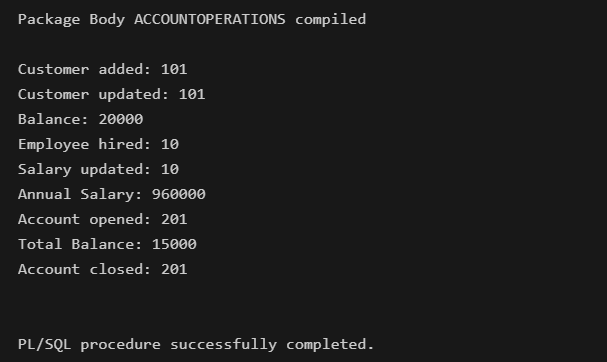 Package Body ACCOUNTOPERATIONS compiled
Customer added: 101
Customer updated: 101
Balance: 20000
Employee hired: 10
Salary updated: 10
Annual Salary: 960000
Account opened: 201
Total Balance: 15000
Account closed: 201
PL/SQL procedure successfully completed.